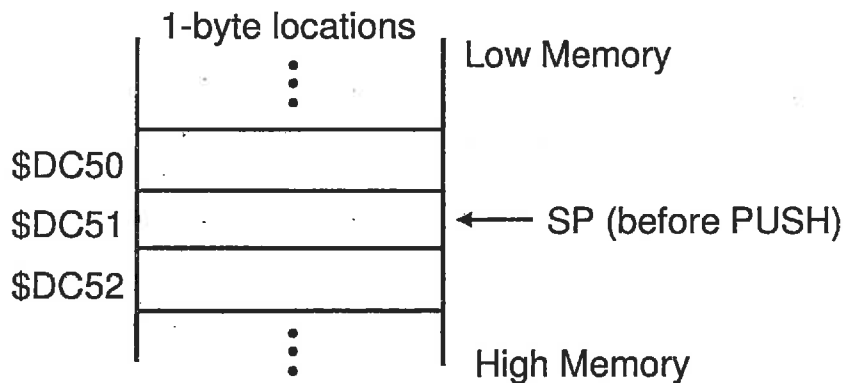 1-byte locations
Low Memory
$DC50
$DC51
SP (before PUSH)
$DC52
High Memory